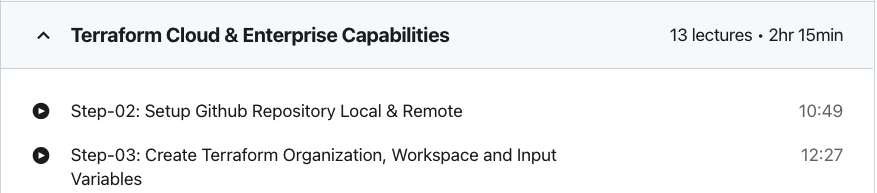 Terraform Cloud & Enterprise Capabilities 13 lectures • 2hr 15min
Step-02: Setup Github Repository Local & Remote 10:49
Step-03: Create Terraform Organization, Workspace and Input 12:27
Variables